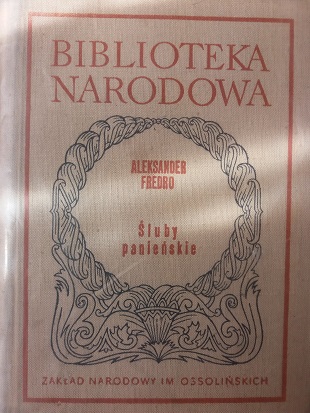 BIBLIOTEKA
NARODOWA
ALEKSANDER
FREDRO
Śluby
panieńskie
ZAKŁAD NARODOWY IM OSSOLIŃSKICH